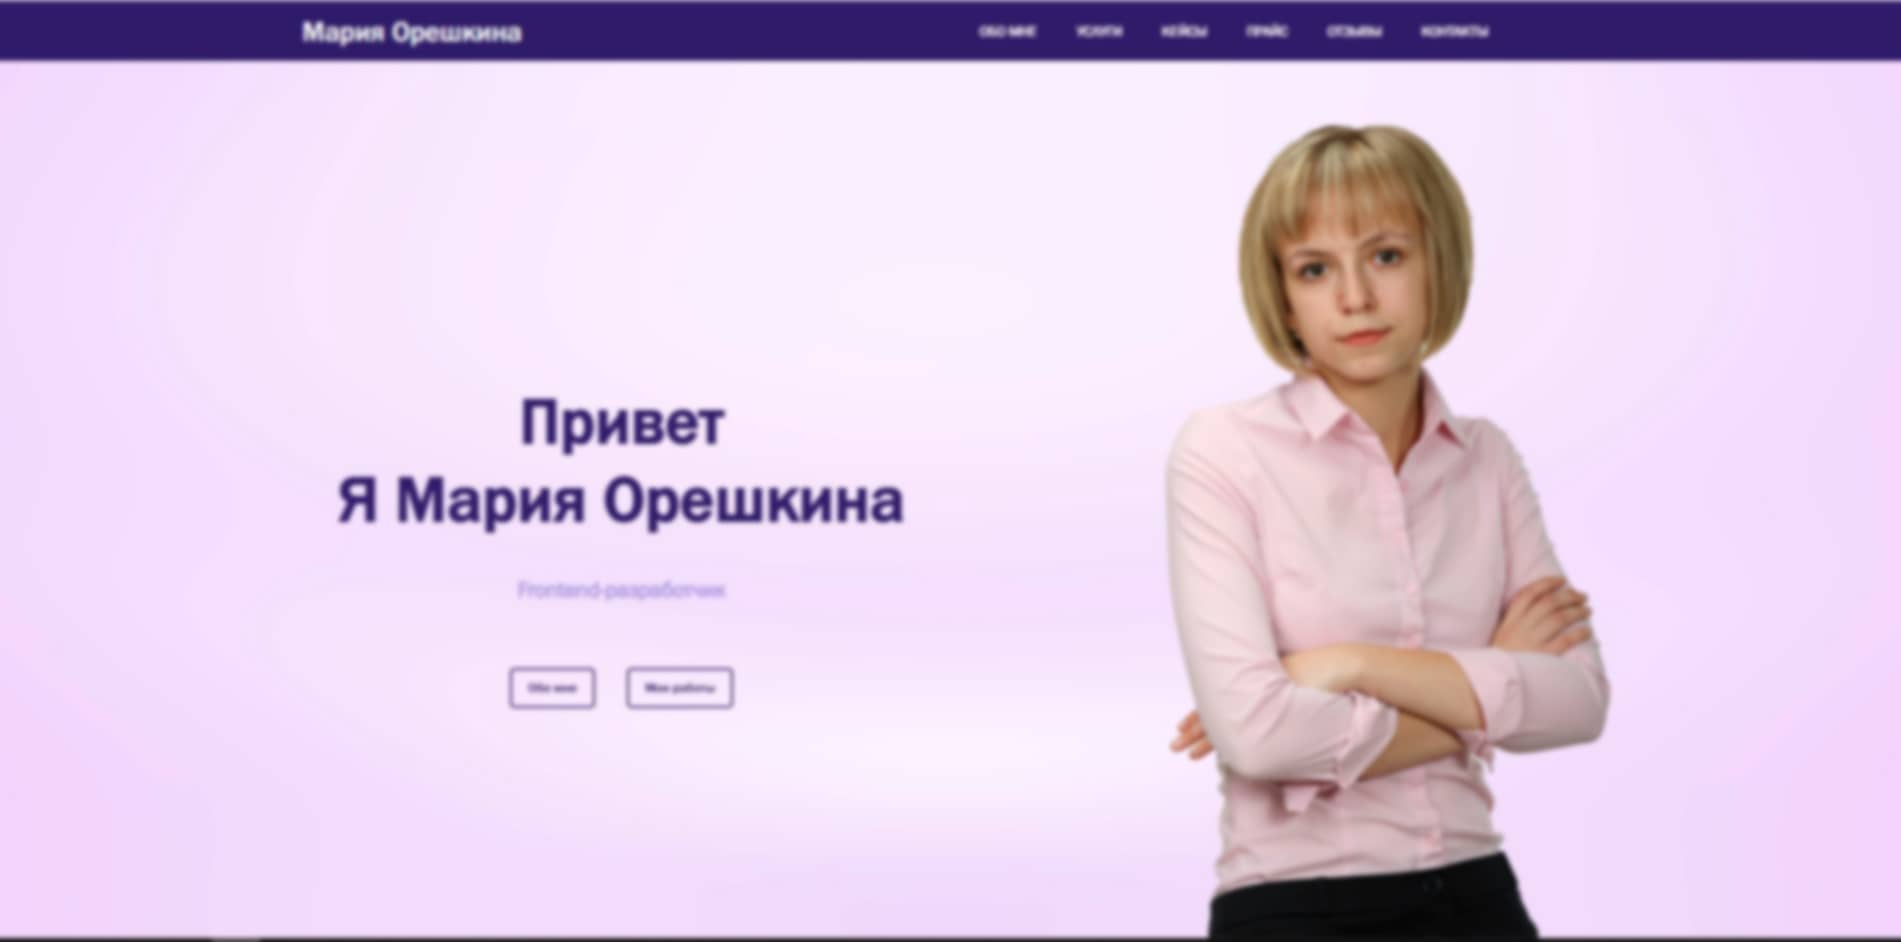 Мария Орешкина
ОБО МНЕ УСЛУГИ КЕЙСЫ ПРАЙС ОТЗЫВЫ КОНТАКТЫ
Привет
Я Мария Орешкина
Frontend-разработчик
Обо мне Мои работы